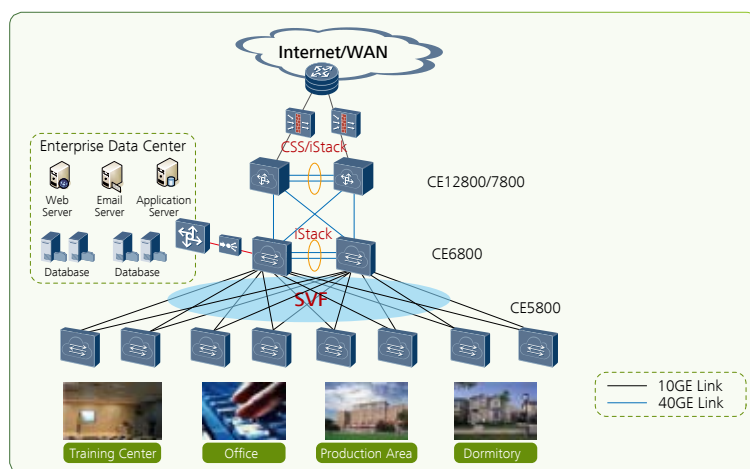 Internet/WAN
CSS/iStack
Enterprise Data Center
Web
Server
Email
Server
Application
Server
CE12800/7800
iStack
CE6800
Database
Database
SVF
CE5800
10GE Link
40GE Link
Training Center
Office
Production Area
Dormitory